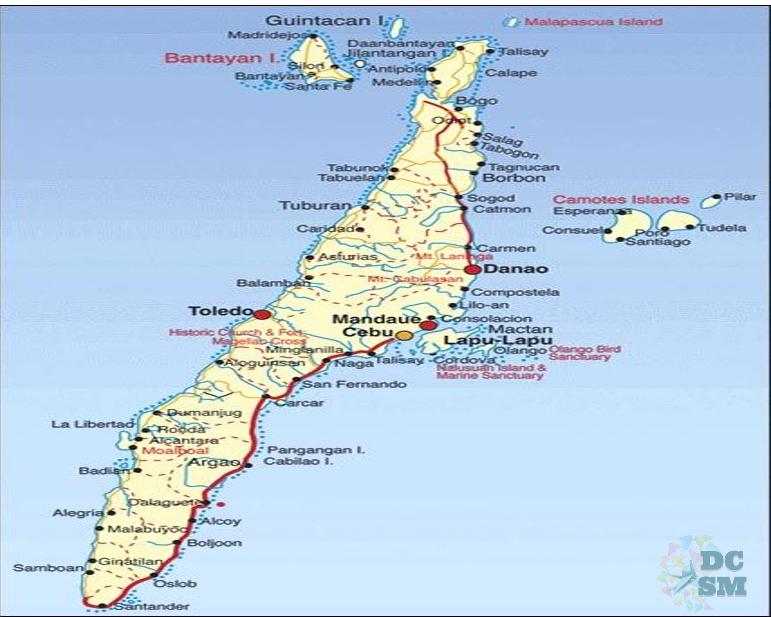 Guintacan I.
Malapascua Island
Madridejos
Daanbantayan
Talisay
Bantayan I.
Jilantangan I.
Silon
Antipolo
Calape
Bantayan
Medellin
Santa Fe
Bogo
Odlot
Salag
Tabogon
Tabunok
Tagnucan
Tabuelan
Borbon
Sogod
Camotes Islands
Pilar
Tuburan
Catmon
Esperanza
Caridad
Consuelo
Poro
Tudela
Santiago
Carmen
Asturias
Mt. Laninga
Danao
Balamban
Mt. Cabulasan
Compostela
Lilo-an
Toledo
Mandaue
Consolacion
Cebu
Mactan
Historic Church & Fort
Magellan Cross
Lapu-Lapu
Minglanilla
Olango
Olango Bird
Sanctuary
Aloguinsan
Naga
Talisay
Cordova
Nalusuan Island &
Marine Sanctuary
San Fernando
Carcar
Dumanjug
La Libertad
Ronda
Alcantara
Moalboal
Pangangan I.
Argao
Cabilao I.
Badian
Dalaguete
Alegria
Alcoy
Malabuyoc
Boljoon
Ginatilan
Samboan
Oslob
Santander
DC
SM